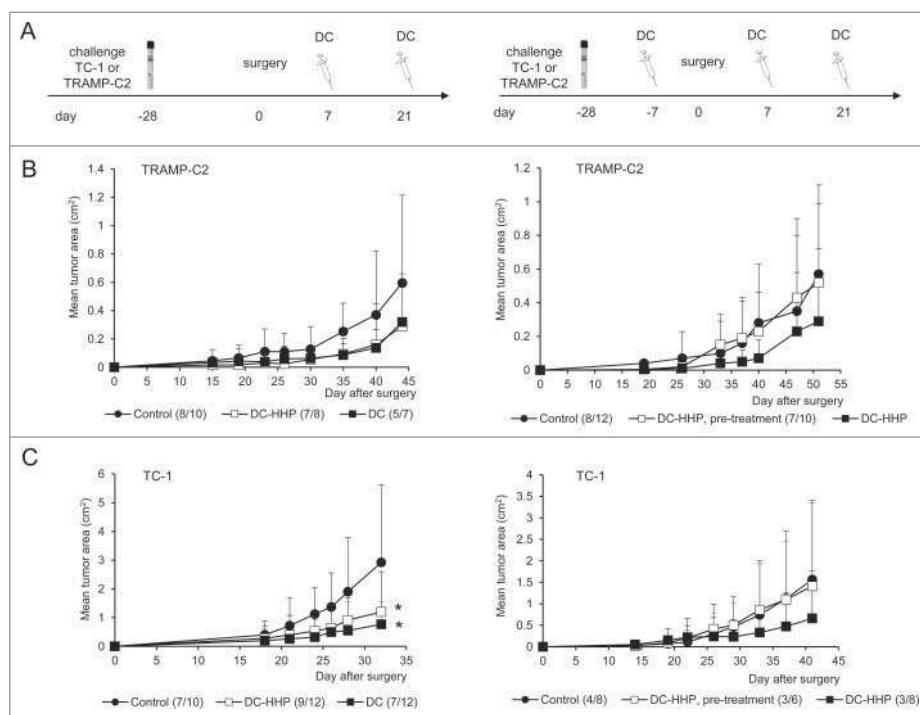 A
challenge
TC-1 or
TRAMP-C2
surgery
DC
DC
day
-28
0
7
21
challenge
TC-1 or
TRAMP-C2
DC
surgery
DC
DC
day
-28
-7
0
7
21
B
TRAMP-C2
Mean tumor area (cm²)
1.4
1.2
1
0.8
0.6
0.4
0.2
0
0 5 10 15 20 25 30 35 40 45
Day after surgery
Control (8/10) DC-HHP (7/8) DC (5/7)
TRAMP-C2
Mean tumor area (cm²)
1.2
1
0.8
0.6
0.4
0.2
0
0 5 10 15 20 25 30 35 40 45 50 55
Day after surgery
Control (8/12) DC-HHP, pre-treatment (7/10) DC-HHP
C
TC-1
Mean tumor area (cm²)
6
5
4
3
2
1
0
* 
*
0 5 10 15 20 25 30 35
Day after surgery
Control (7/10) DC-HHP (9/12) DC (7/12)
TC-1
Mean tumor area (cm²)
4
3.5
3
2.5
2
1.5
1
0.5
0
0 5 10 15 20 25 30 35 40 45
Day after surgery
Control (4/8) DC-HHP, pre-treatment (3/6) DC-HHP (3/8)